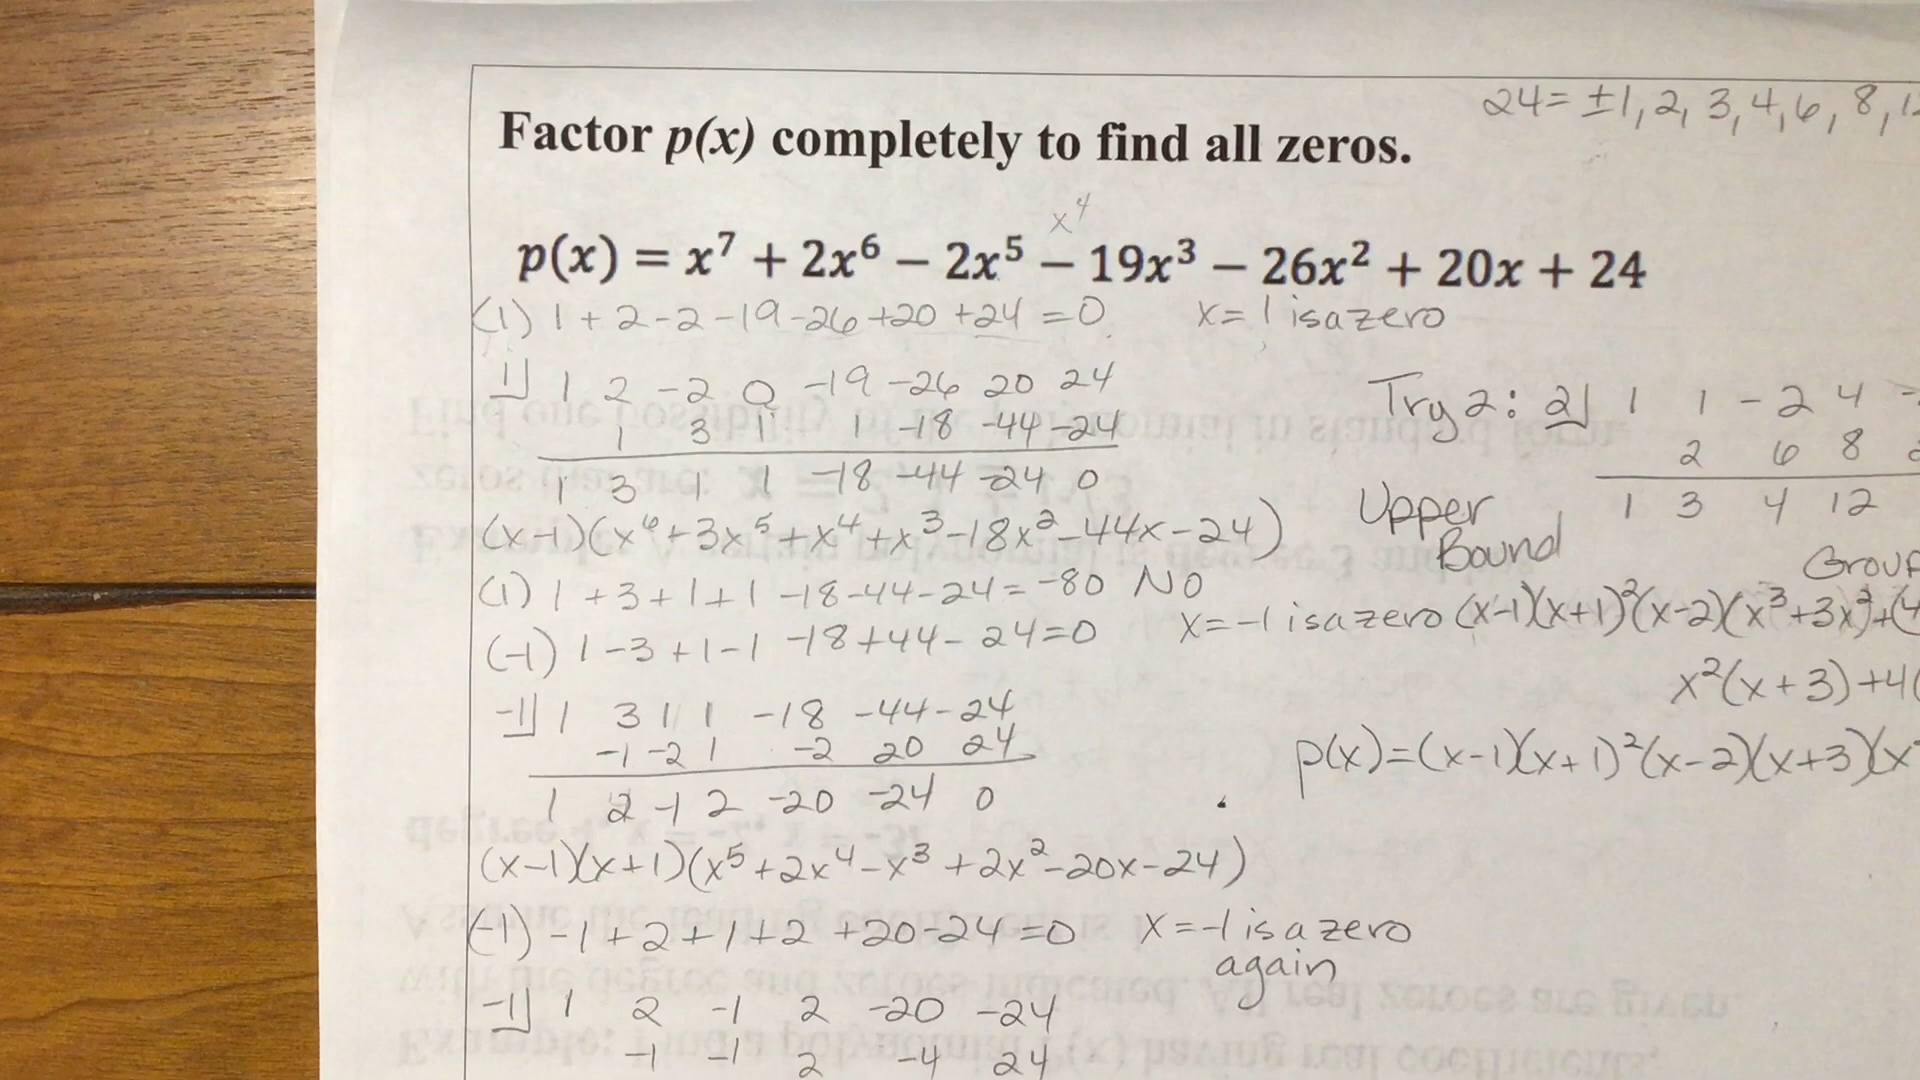 24= ±1, 2, 3, 4, 6, 8,
Factor p(x) completely to find all zeros.
x⁴
p(x) = x⁷ + 2x⁶ − 2x⁵ − 19x³ − 26x² + 20x + 24
(1) 1+2-2-19-26+20+24=0 x=1 is a zero
1| 1 2 -2 0 -19 -26 20 24
1 3 1 1 -18 -44 -24
1 3 1 1 -18 -44 -24 0
(x-1)(x⁶+3x⁵+x⁴+x³-18x²-44x-24)
(1) 1+3+1+1-18-44-24=-80 NO
(-1) 1-3+1-1-18+44-24=0 x=-1 is a zero
-1| 1 3 1 1 -18 -44 -24
-1 -2 1 -2 20 24
1 2 -1 2 -20 -24 0
(x-1)(x+1)(x⁵+2x⁴-x³+2x²-20x-24)
(-1) -1+2+1+2+20-24=0 x=-1 is a zero
again
-1| 1 2 -1 2 -20 -24
-1 -1 2 -4 24
Try 2: 2| 1 1 -2 4
2 6 8
Upper 1 3 4 12
Bound
(x-1)(x+1)²(x-2)(x³+3x²+(4
x²(x+3)+4(
p(x)=(x-1)(x+1)²(x-2)(x+3)(x²